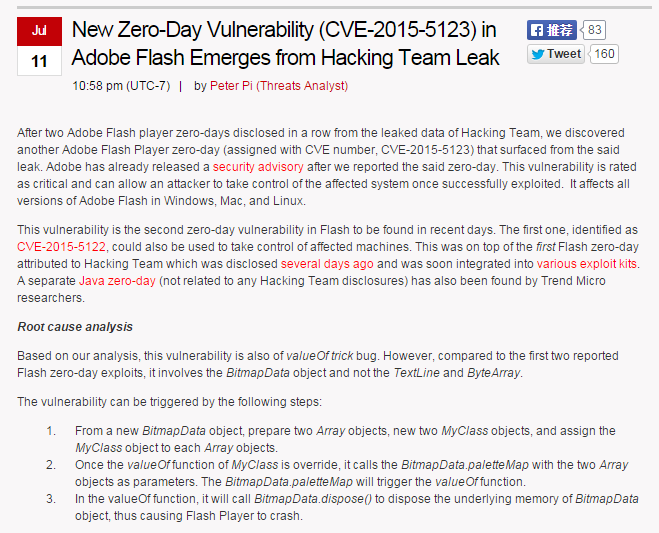 Jul
11
New Zero-Day Vulnerability (CVE-2015-5123) in
Adobe Flash Emerges from Hacking Team Leak
推荐 83
Tweet 160
10:58 pm (UTC-7) | by Peter Pi (Threats Analyst)
After two Adobe Flash player zero-days disclosed in a row from the leaked data of Hacking Team, we discovered
another Adobe Flash Player zero-day (assigned with CVE number, CVE-2015-5123) that surfaced from the said
leak. Adobe has already released a security advisory after we reported the said zero-day. This vulnerability is rated
as critical and can allow an attacker to take control of the affected system once successfully exploited. It affects all
versions of Adobe Flash in Windows, Mac, and Linux.
This vulnerability is the second zero-day vulnerability in Flash to be found in recent days. The first one, identified as
CVE-2015-5122, could also be used to take control of affected machines. This was on top of the first Flash zero-day
attributed to Hacking Team which was disclosed several days ago and was soon integrated into various exploit kits.
A separate Java zero-day (not related to any Hacking Team disclosures) has also been found by Trend Micro
researchers.
Root cause analysis
Based on our analysis, this vulnerability is also of valueOf trick bug. However, compared to the first two reported
Flash zero-day exploits, it involves the BitmapData object and not the TextLine and ByteArray.
The vulnerability can be triggered by the following steps:
1. From a new BitmapData object, prepare two Array objects, new two MyClass objects, and assign the
MyClass object to each Array objects.
2. Once the valueOf function of MyClass is override, it calls the BitmapData.paletteMap with the two Array
objects as parameters. The BitmapData.paletteMap will trigger the valueOf function.
3. In the valueOf function, it will call BitmapData.dispose() to dispose the underlying memory of BitmapData
object, thus causing Flash Player to crash.